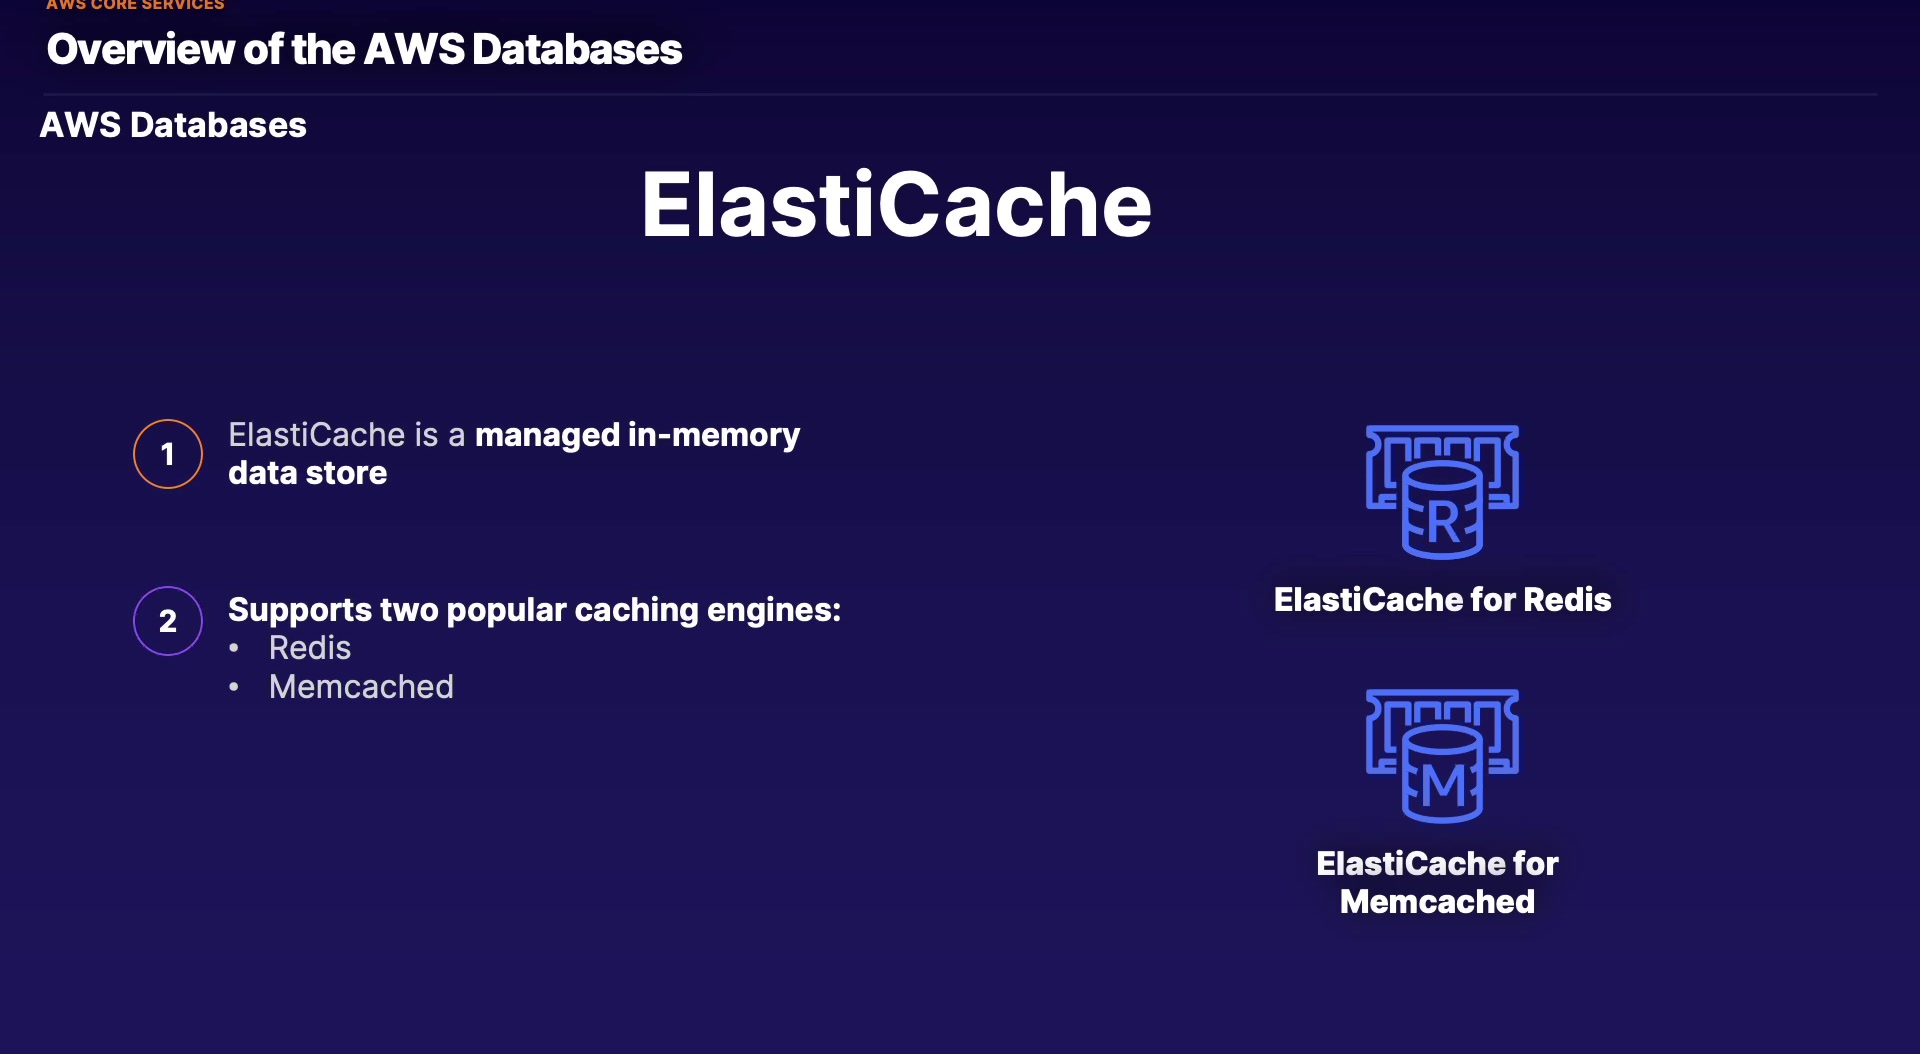 AWS CORE SERVICES
Overview of the AWS Databases
AWS Databases
ElastiCache
1
ElastiCache is a managed in-memory
data store
2
Supports two popular caching engines:
• Redis
• Memcached
R
ElastiCache for Redis
M
ElastiCache for
Memcached